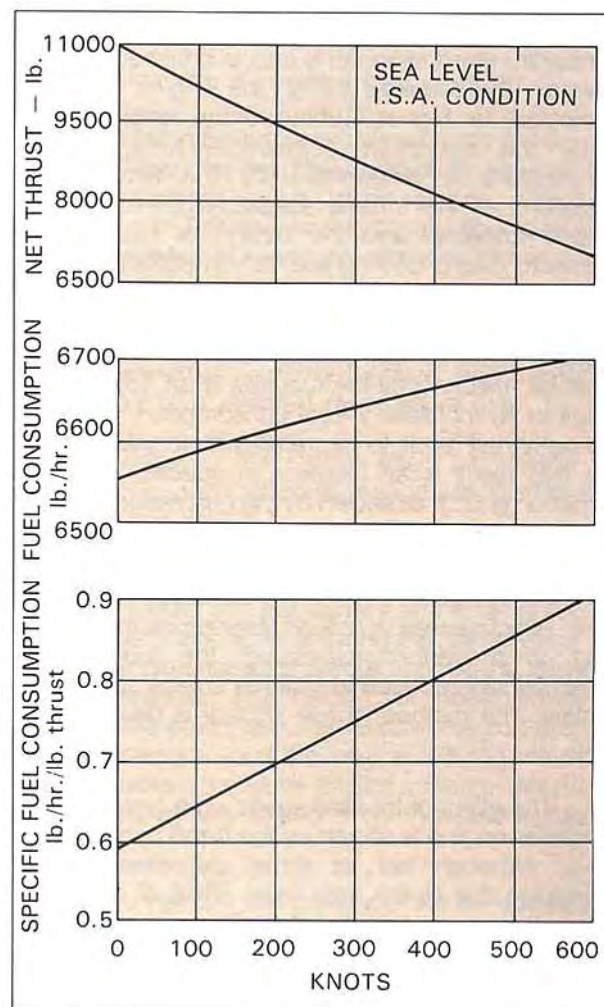 NET THRUST — lb.
11000
9500
8000
6500
SEA LEVEL
I.S.A. CONDITION
FUEL CONSUMPTION
lb./hr.
6700
6600
6500
SPECIFIC FUEL CONSUMPTION
lb./hr./lb. thrust
0.9
0.8
0.7
0.6
0.5
0 100 200 300 400 500 600
KNOTS